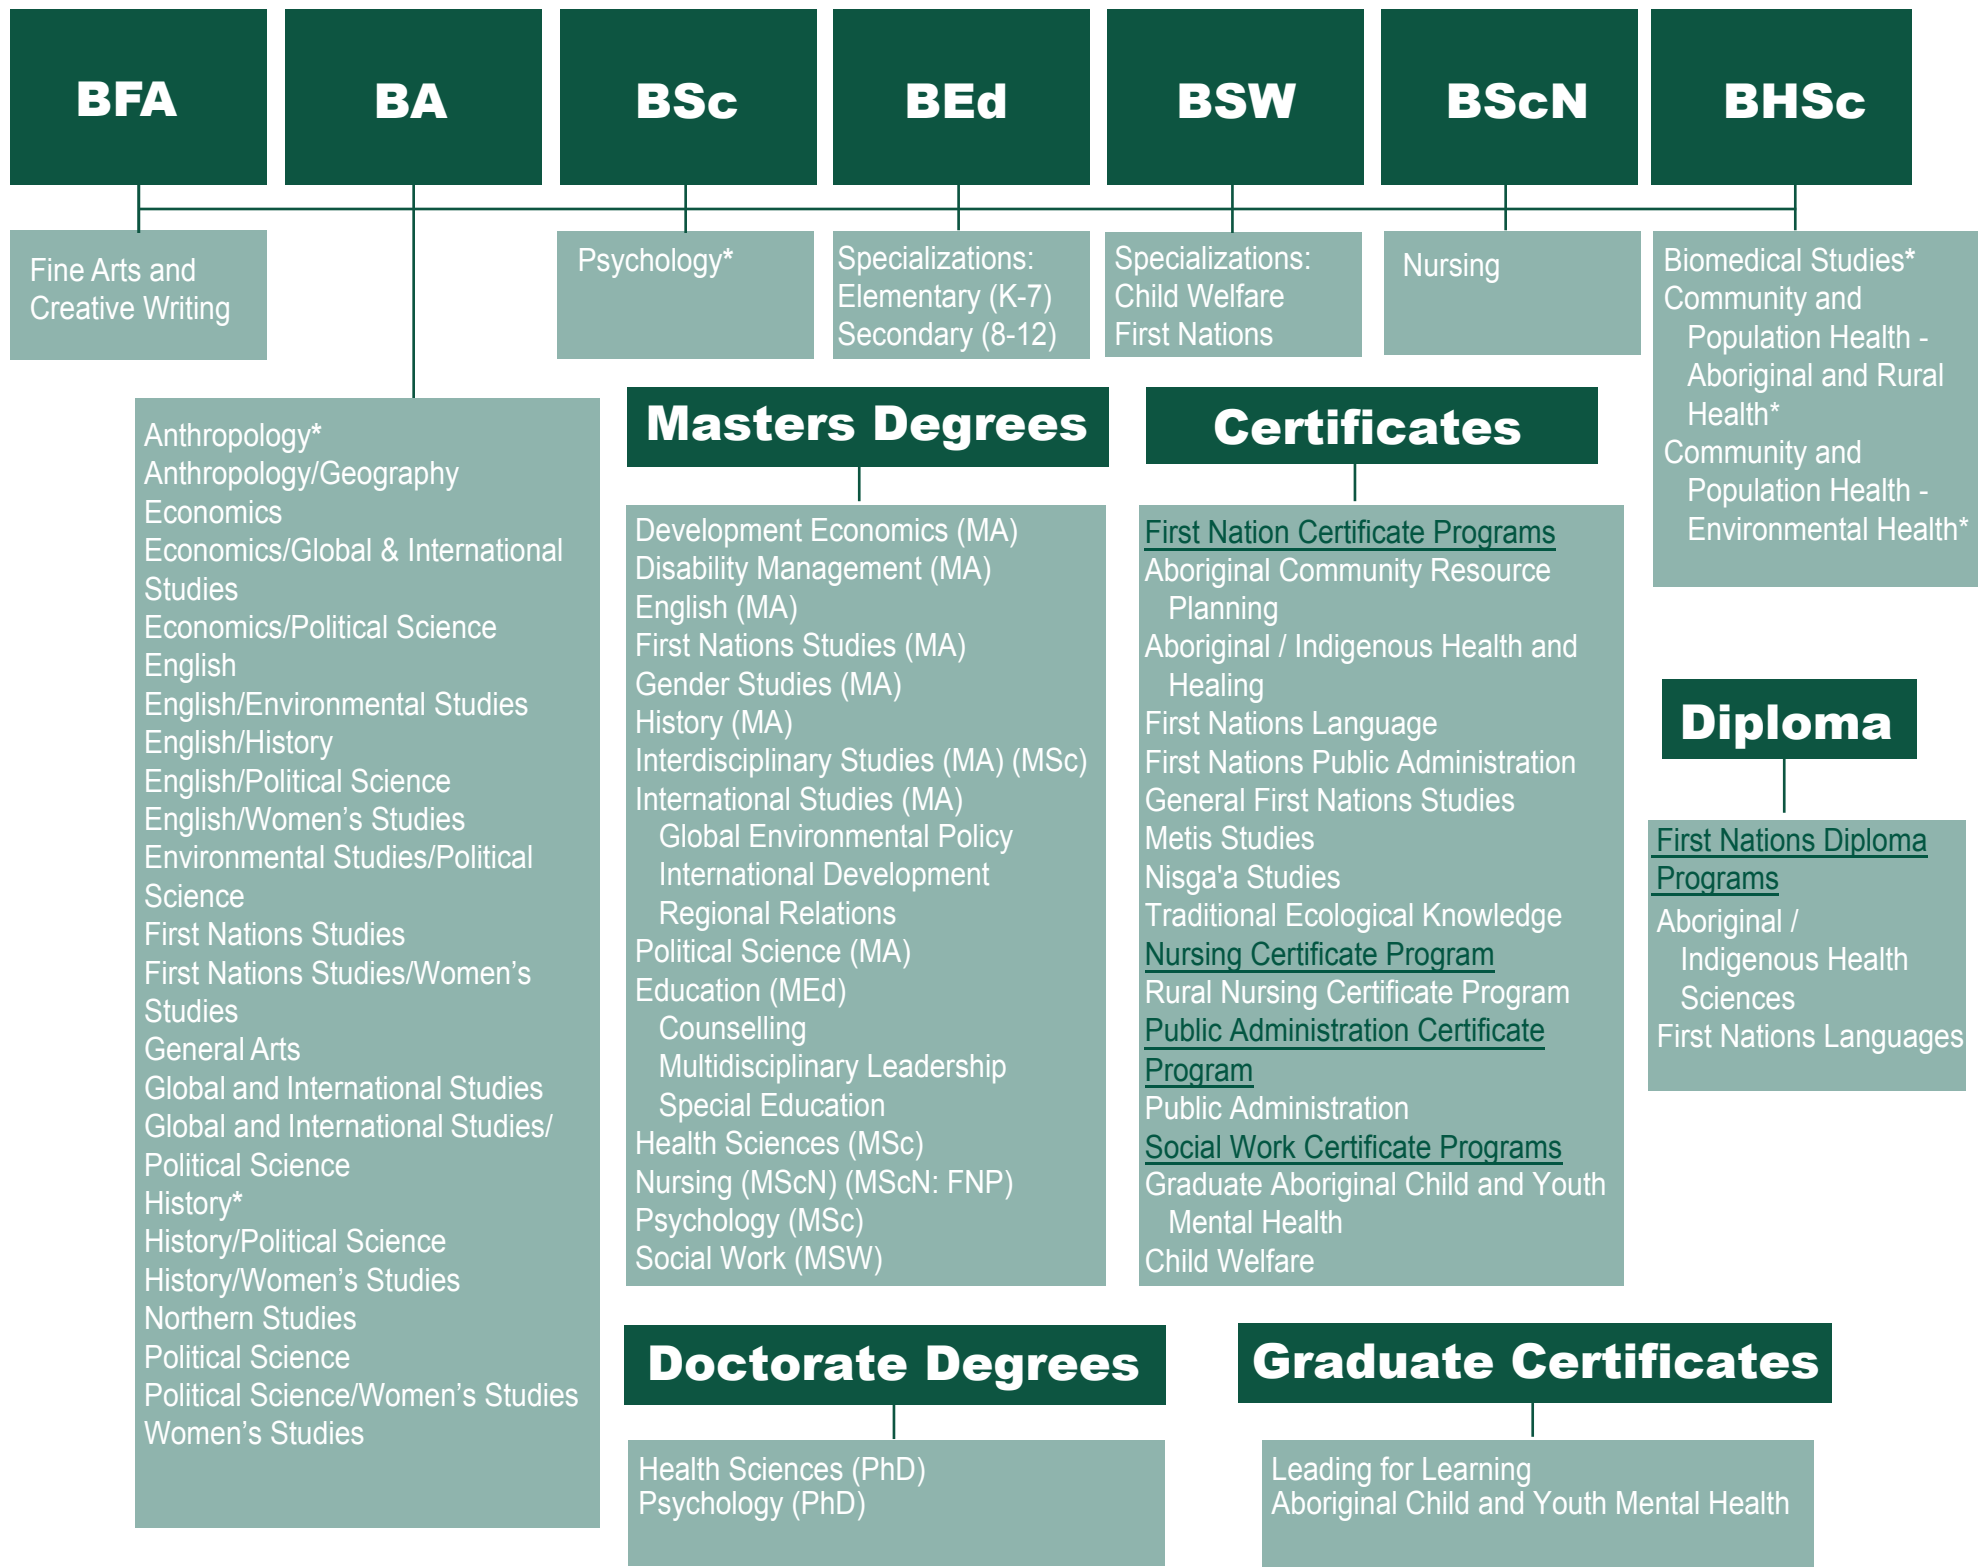 BFA
BA
BSc
BEd
BSW
BScN
BHSc
Fine Arts and
Creative Writing
Psychology*
Specializations:
Elementary (K-7)
Secondary (8-12)
Specializations:
Child Welfare
First Nations
Nursing
Biomedical Studies*
Community and
Population Health -
Aboriginal and Rural
Health*
Community and
Population Health -
Environmental Health*
Anthropology*
Anthropology/Geography
Economics
Economics/Global & International
Studies
Economics/Political Science
English
English/Environmental Studies
English/History
English/Political Science
English/Women’s Studies
Environmental Studies/Political
Science
First Nations Studies
First Nations Studies/Women’s
Studies
General Arts
Global and International Studies
Global and International Studies/
Political Science
History*
History/Political Science
History/Women’s Studies
Northern Studies
Political Science
Political Science/Women’s Studies
Women’s Studies
Masters Degrees
Development Economics (MA)
Disability Management (MA)
English (MA)
First Nations Studies (MA)
Gender Studies (MA)
History (MA)
Interdisciplinary Studies (MA) (MSc)
International Studies (MA)
Global Environmental Policy
International Development
Regional Relations
Political Science (MA)
Education (MEd)
Counselling
Multidisciplinary Leadership
Special Education
Health Sciences (MSc)
Nursing (MScN) (MScN: FNP)
Psychology (MSc)
Social Work (MSW)
Certificates
First Nation Certificate Programs
Aboriginal Community Resource
Planning
Aboriginal / Indigenous Health and
Healing
First Nations Language
First Nations Public Administration
General First Nations Studies
Metis Studies
Nisga'a Studies
Traditional Ecological Knowledge
Nursing Certificate Program
Rural Nursing Certificate Program
Public Administration Certificate
Program
Public Administration
Social Work Certificate Programs
Graduate Aboriginal Child and Youth
Mental Health
Child Welfare
Diploma
First Nations Diploma
Programs
Aboriginal /
Indigenous Health
Sciences
First Nations Languages
Doctorate Degrees
Health Sciences (PhD)
Psychology (PhD)
Graduate Certificates
Leading for Learning
Aboriginal Child and Youth Mental Health